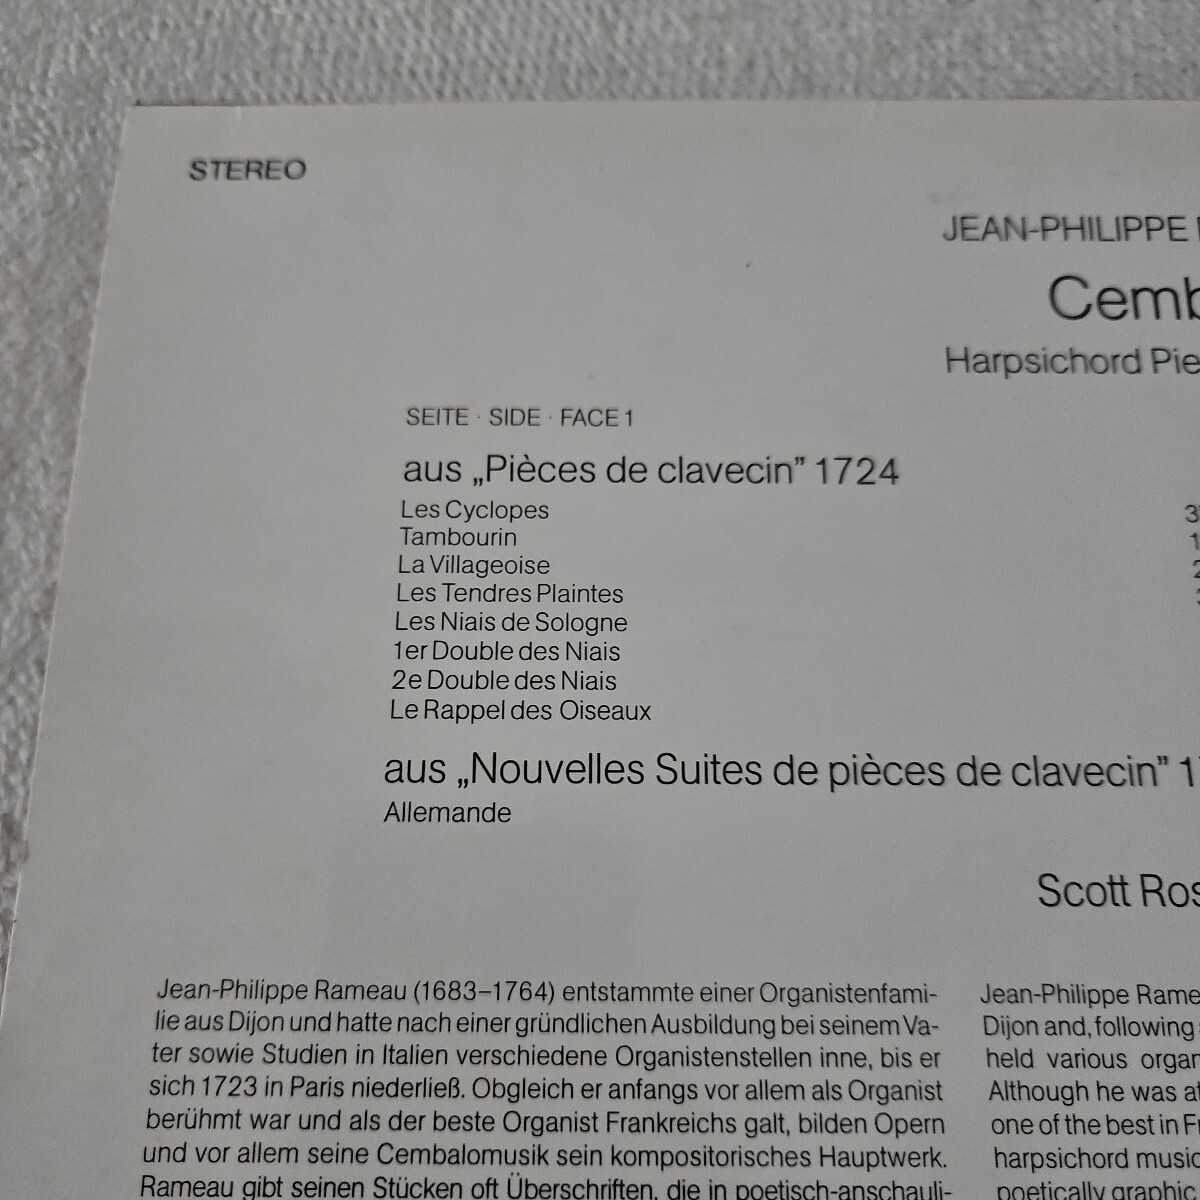 STEREO
JEAN-PHILIPPE
Cemb
Harpsichord Pie
SEITE · SIDE · FACE 1
aus „Pièces de clavecin” 1724
Les Cyclopes
Tambourin
La Villageoise
Les Tendres Plaintes
Les Niais de Sologne
1er Double des Niais
2e Double des Niais
Le Rappel des Oiseaux
aus „Nouvelles Suites de pièces de clavecin” 1
Allemande
Scott Ros
Jean-Philippe Rameau (1683–1764) entstammte einer Organistenfami-
lie aus Dijon und hatte nach einer gründlichen Ausbildung bei seinem Va-
ter sowie Studien in Italien verschiedene Organistenstellen inne, bis er
sich 1723 in Paris niederließ. Obgleich er anfangs vor allem als Organist
berühmt war und als der beste Organist Frankreichs galt, bilden Opern
und vor allem seine Cembalomusik sein kompositorisches Hauptwerk.
Rameau gibt seinen Stücken oft Überschriften, die in poetisch-anschauli-
Jean-Philippe Rame
Dijon and, following
held various organ
Although he was at
one of the best in Fr
harpsichord music
poetically graphic